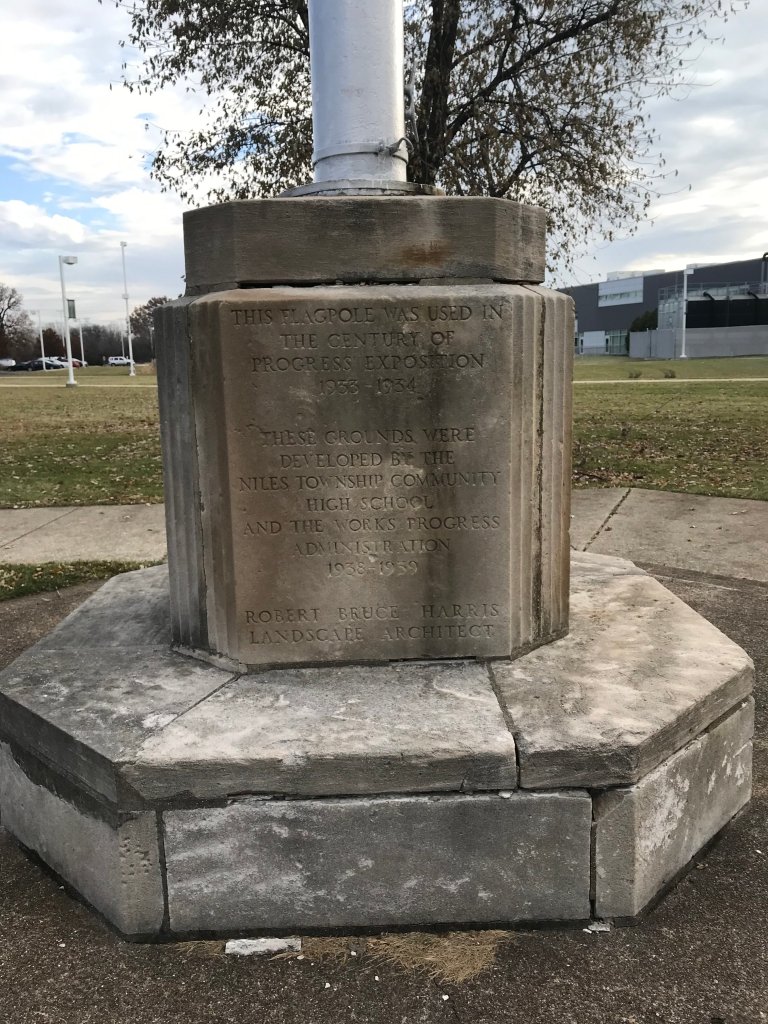 THIS FLAGPOLE WAS USED IN
THE CENTURY OF
PROGRESS EXPOSITION
1933-1934
THESE GROUNDS WERE
DEVELOPED BY THE
NILES TOWNSHIP COMMUNITY
HIGH SCHOOL
AND THE WORKS PROGRESS
ADMINISTRATION
1938-1939
ROBERT BRUCE HARRIS
LANDSCAPE ARCHITECT